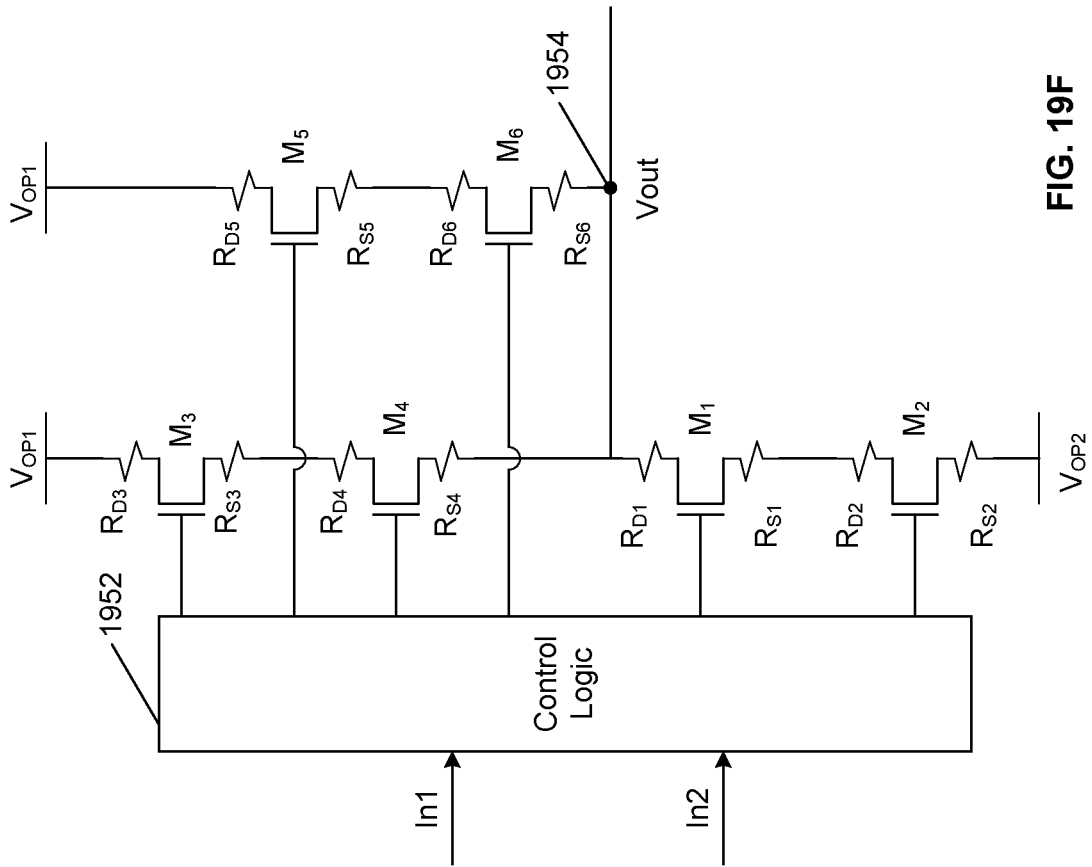 1952
V_OP1
V_OP1
R_D3
M_3
R_S3
R_D5
M_5
R_S5
R_D4
M_4
R_S4
R_D6
M_6
R_S6
1954
Vout
In1
In2
Control
Logic
R_D1
M_1
R_S1
R_D2
M_2
R_S2
V_OP2
FIG. 19F